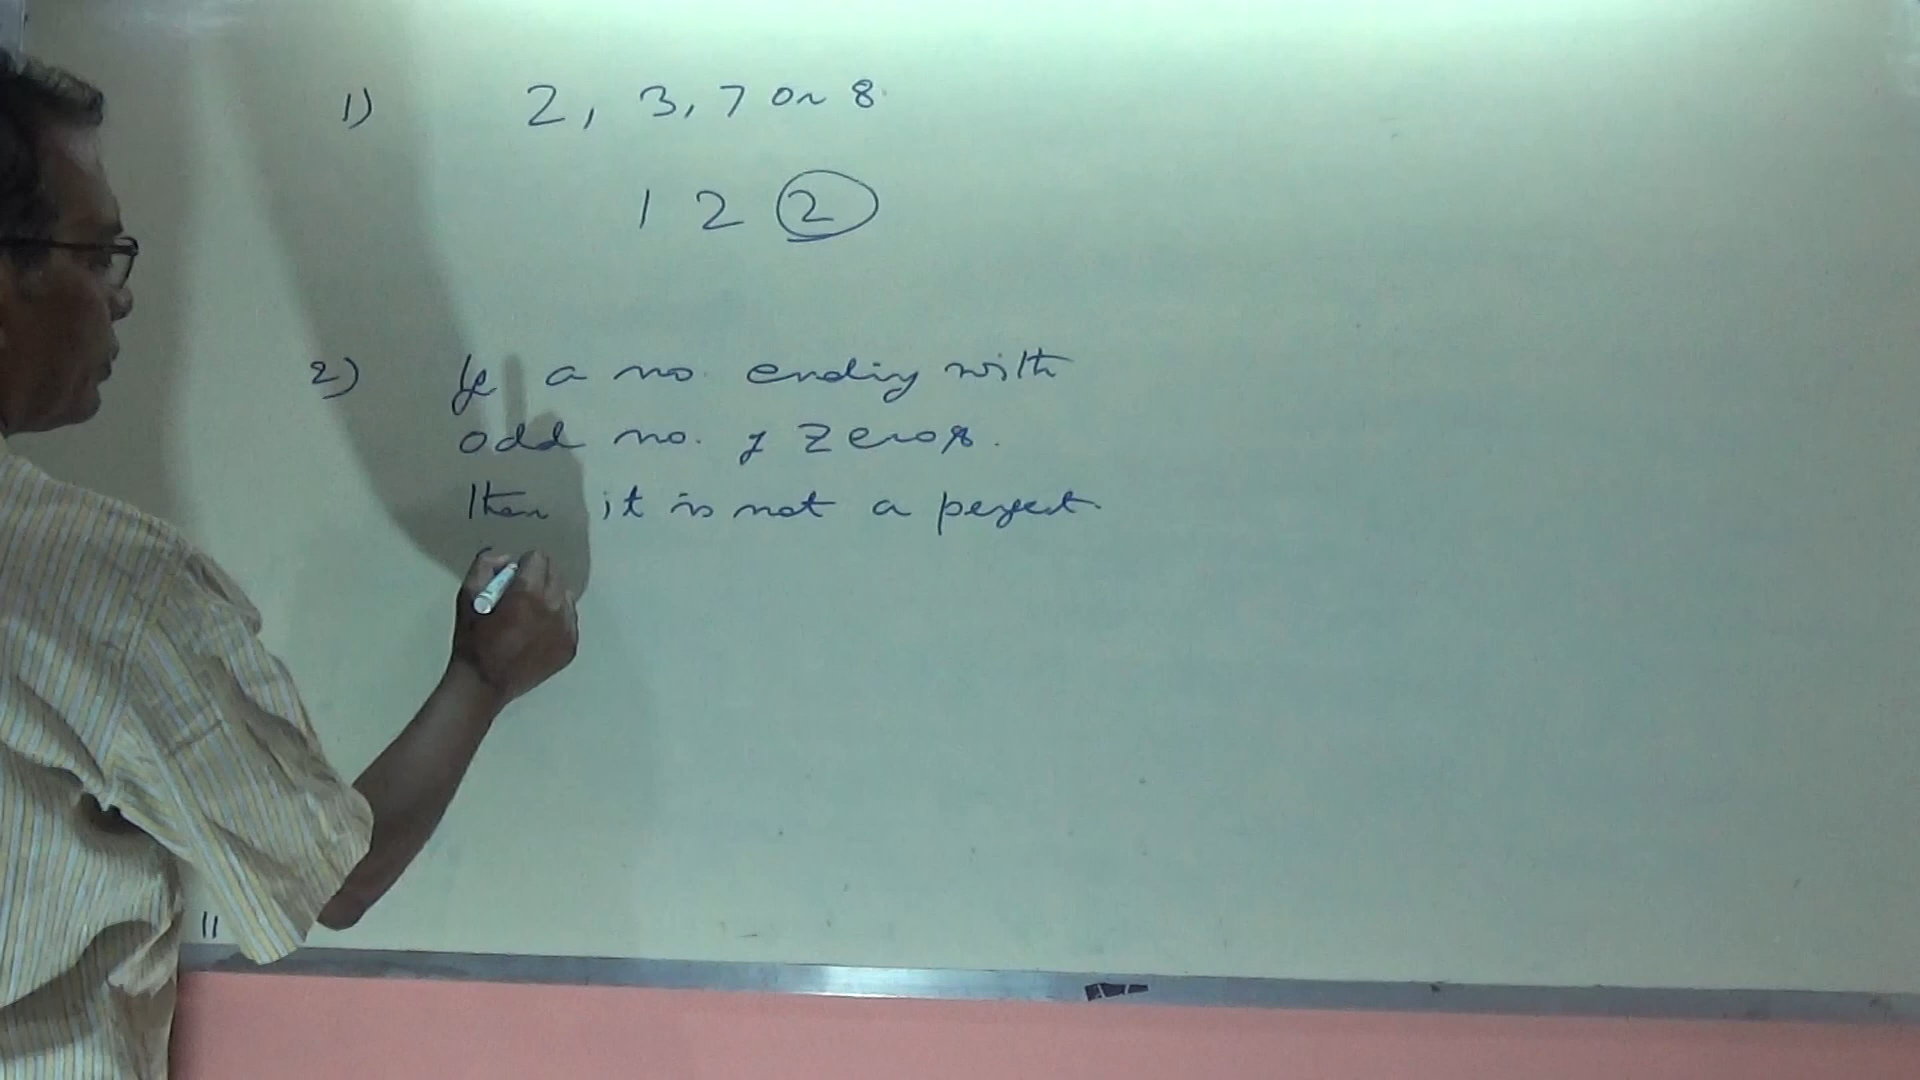 1) 2, 3, 7 or 8.
1 2 2
2) If a no. ending with
odd no. of zeros.
then it is not a perfect
11